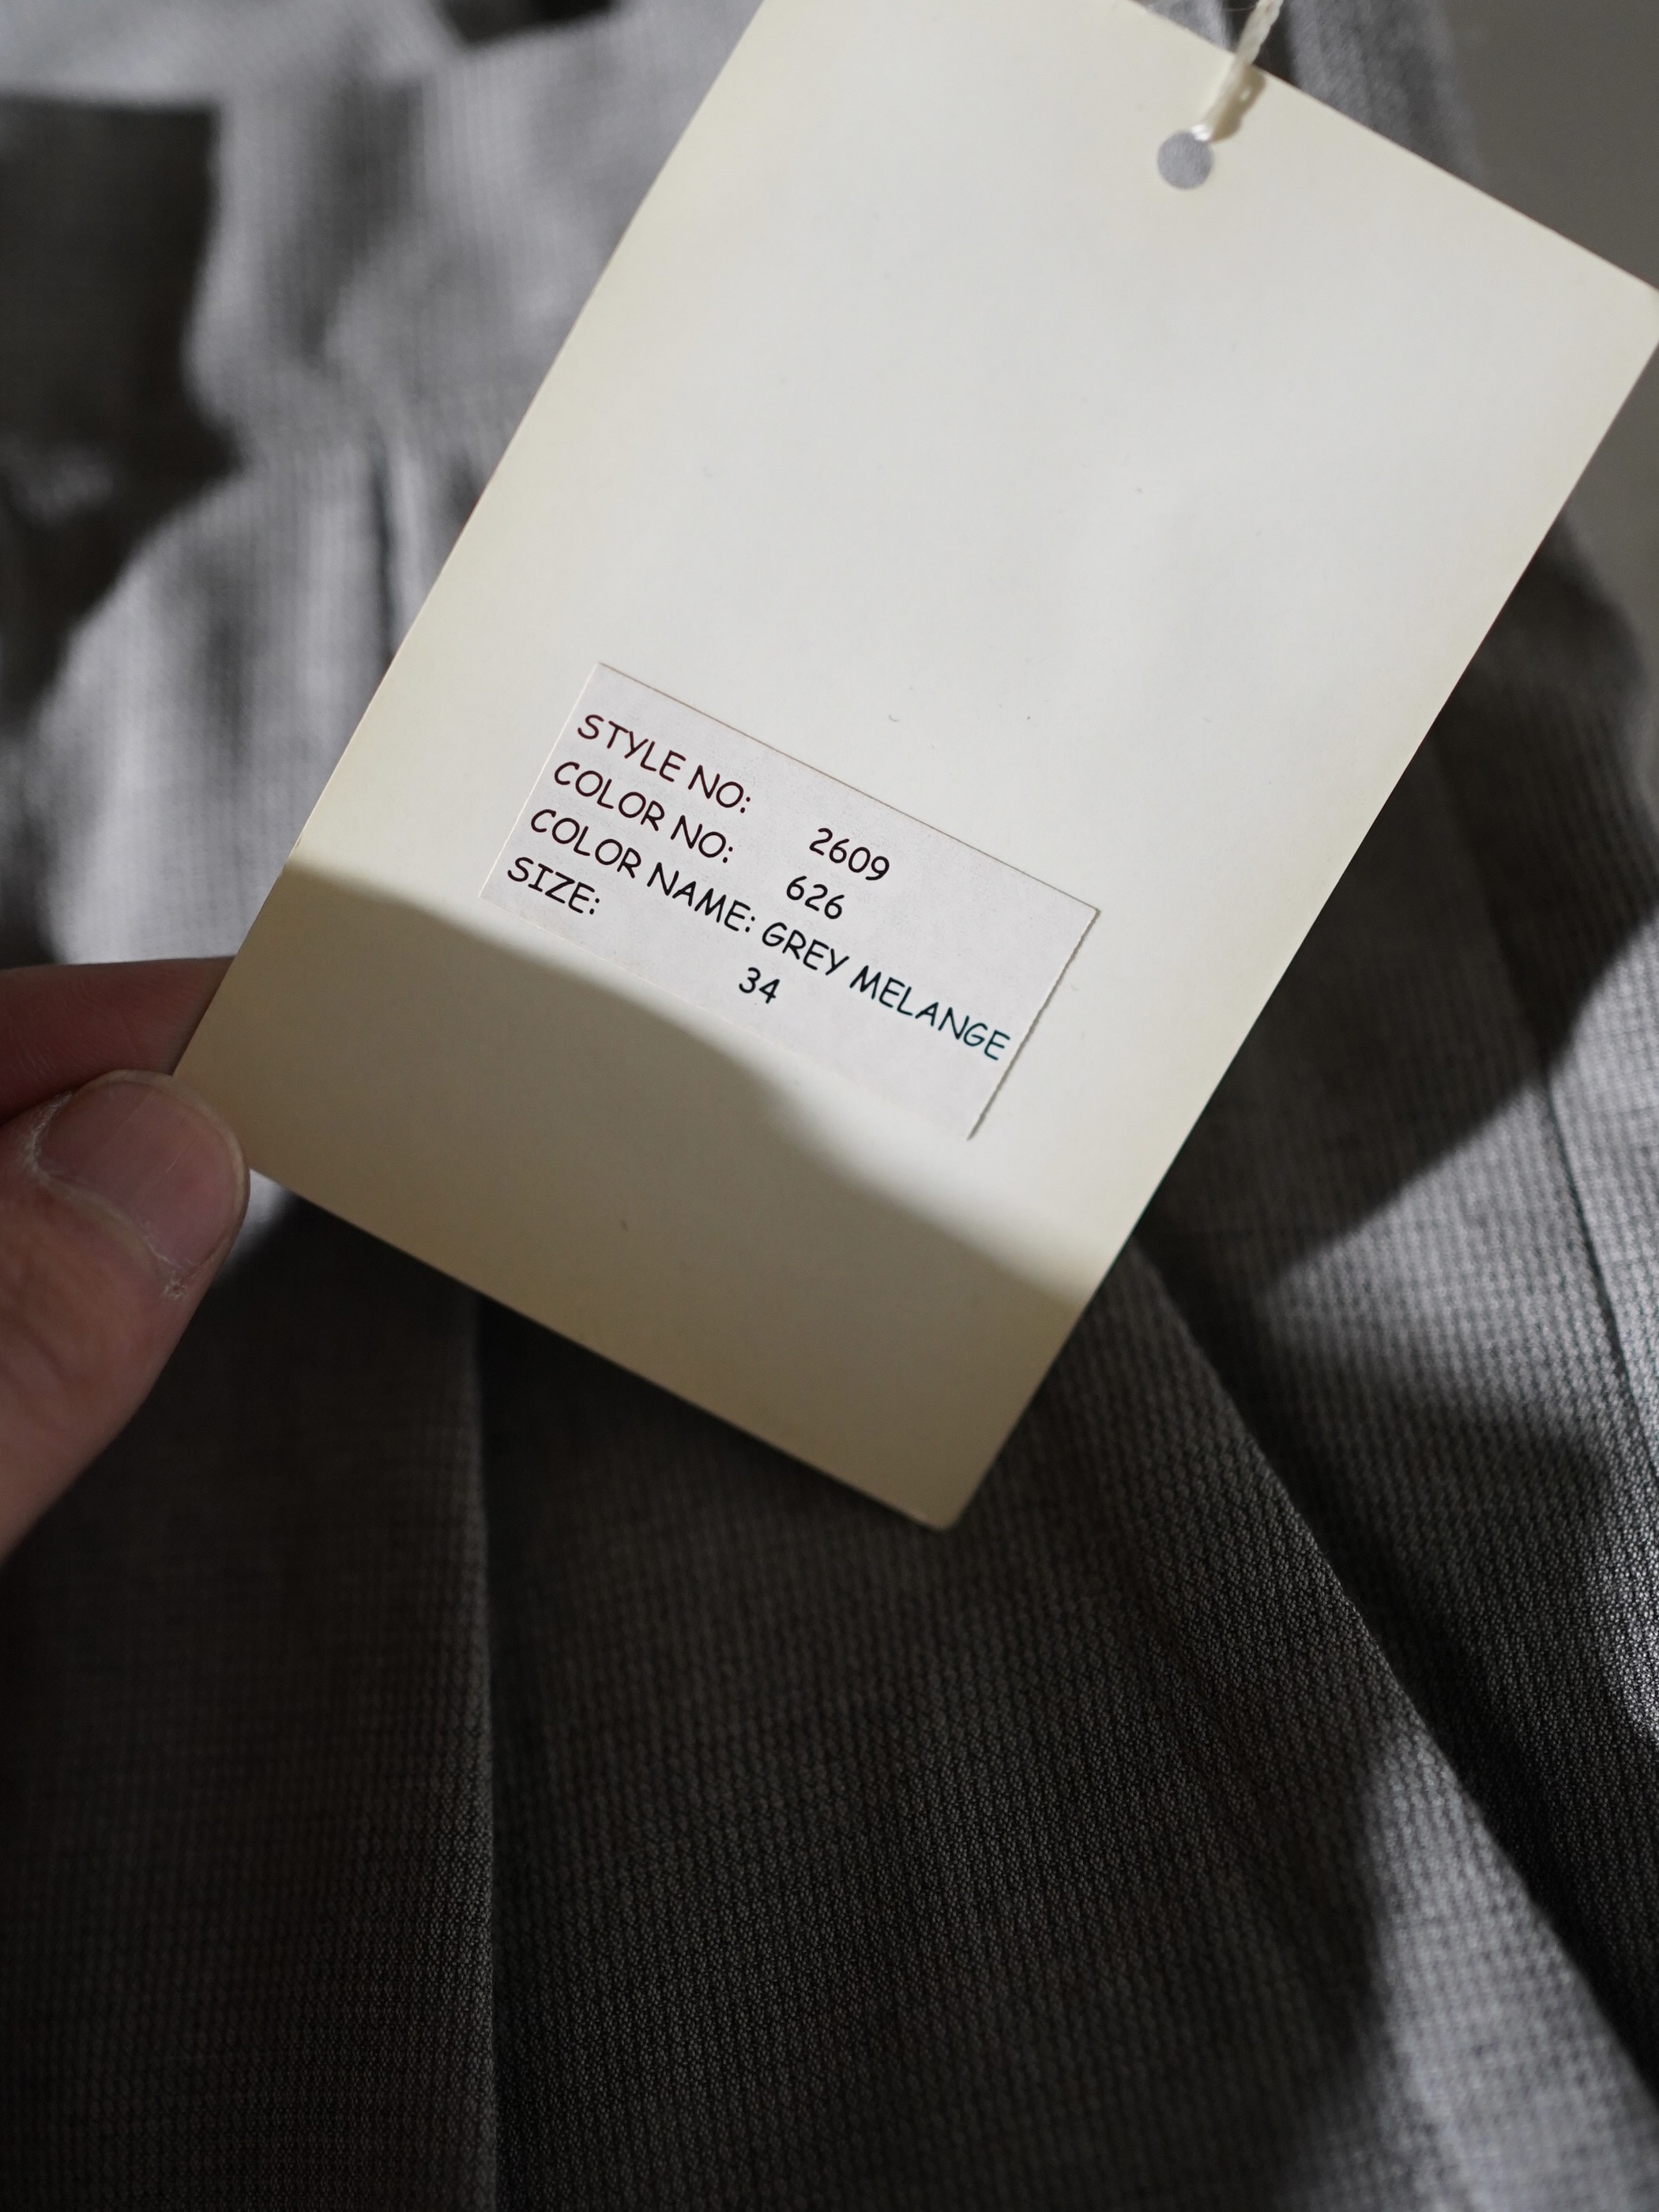 STYLE NO: 2609
COLOR NO: 626
COLOR NAME: GREY MELANGE
SIZE: 34